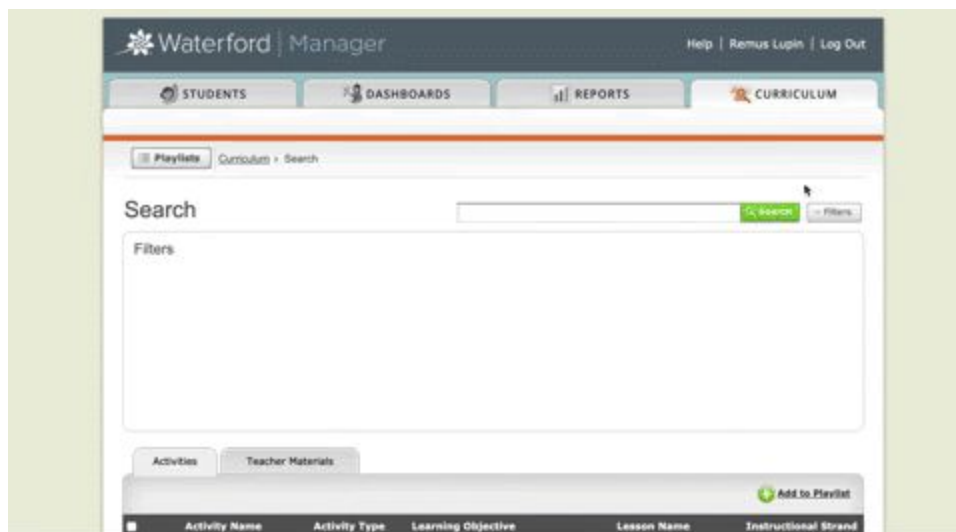 Waterford | Manager
Help | Remus Lupin | Log Out
STUDENTS
DASHBOARDS
REPORTS
CURRICULUM
Playlists
Curriculum › Search
Search
Search
Filters
Filters
Activities
Teacher Materials
Add to Playlist
Activity Name Activity Type Learning Objective Lesson Name Instructional Strand